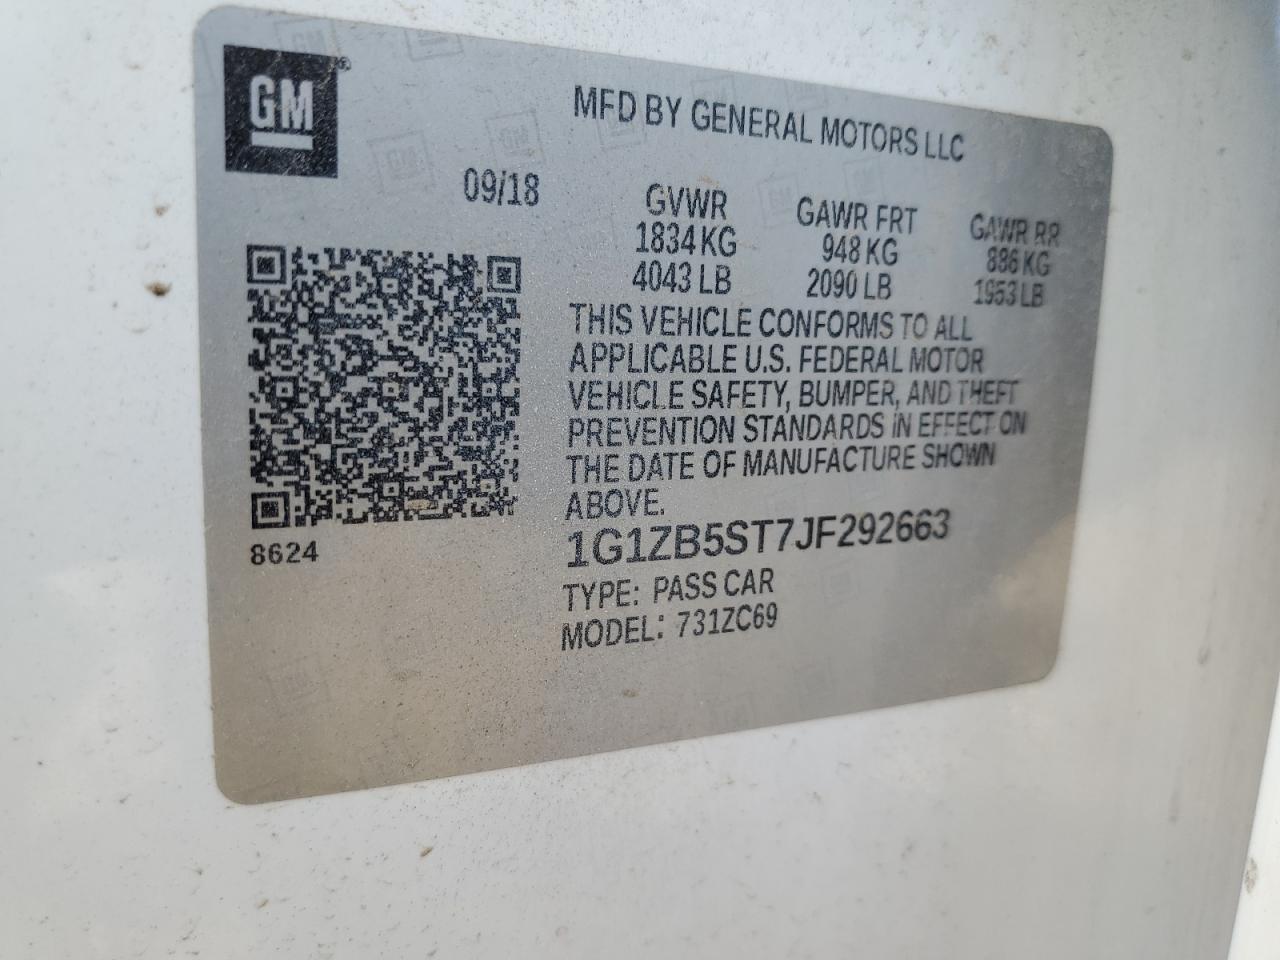 GM
MFD BY GENERAL MOTORS LLC
09/18
GVWR GAWR FRT GAWR RR
1834 KG 948 KG 886 KG
4043 LB 2090 LB 1953 LB
THIS VEHICLE CONFORMS TO ALL
APPLICABLE U.S. FEDERAL MOTOR
VEHICLE SAFETY, BUMPER, AND THEFT
PREVENTION STANDARDS IN EFFECT ON
THE DATE OF MANUFACTURE SHOWN
ABOVE.
8624
1G1ZB5ST7JF292663
TYPE: PASS CAR
MODEL: 731ZC69